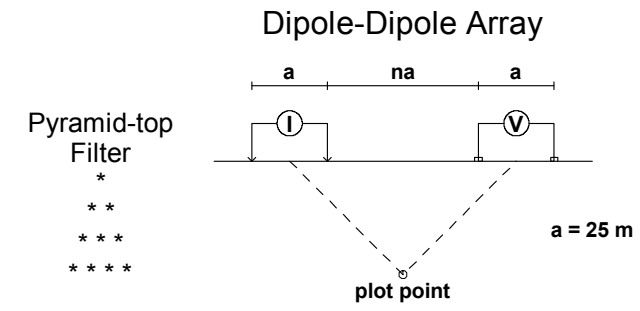 Dipole-Dipole Array
a na a
Pyramid-top
Filter
*
* *
* * *
* * * *
I V
a = 25 m
plot point